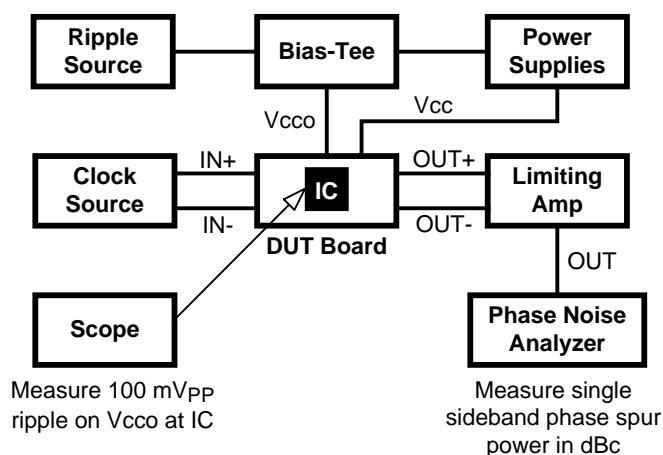 Ripple
Source
Bias-Tee
Power
Supplies
Vcco
Vcc
Clock
Source
IN+
IN-
IC
DUT Board
OUT+
OUT-
Limiting
Amp
OUT
Scope
Phase Noise
Analyzer
Measure 100 mVPP
ripple on Vcco at IC
Measure single
sideband phase spur
power in dBc